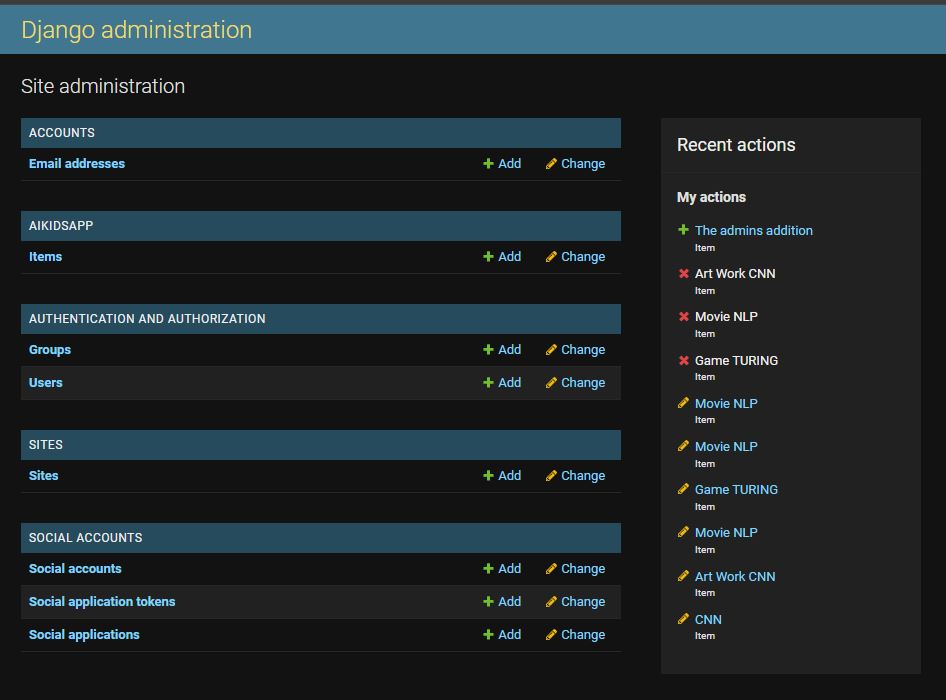 Django administration
Site administration
ACCOUNTS
Email addresses Add Change
AIKIDSAPP
Items Add Change
AUTHENTICATION AND AUTHORIZATION
Groups Add Change
Users Add Change
SITES
Sites Add Change
SOCIAL ACCOUNTS
Social accounts Add Change
Social application tokens Add Change
Social applications Add Change
Recent actions
My actions
The admins addition
Item
Art Work CNN
Item
Movie NLP
Item
Game TURING
Item
Movie NLP
Item
Movie NLP
Item
Game TURING
Item
Movie NLP
Item
Art Work CNN
Item
CNN
Item